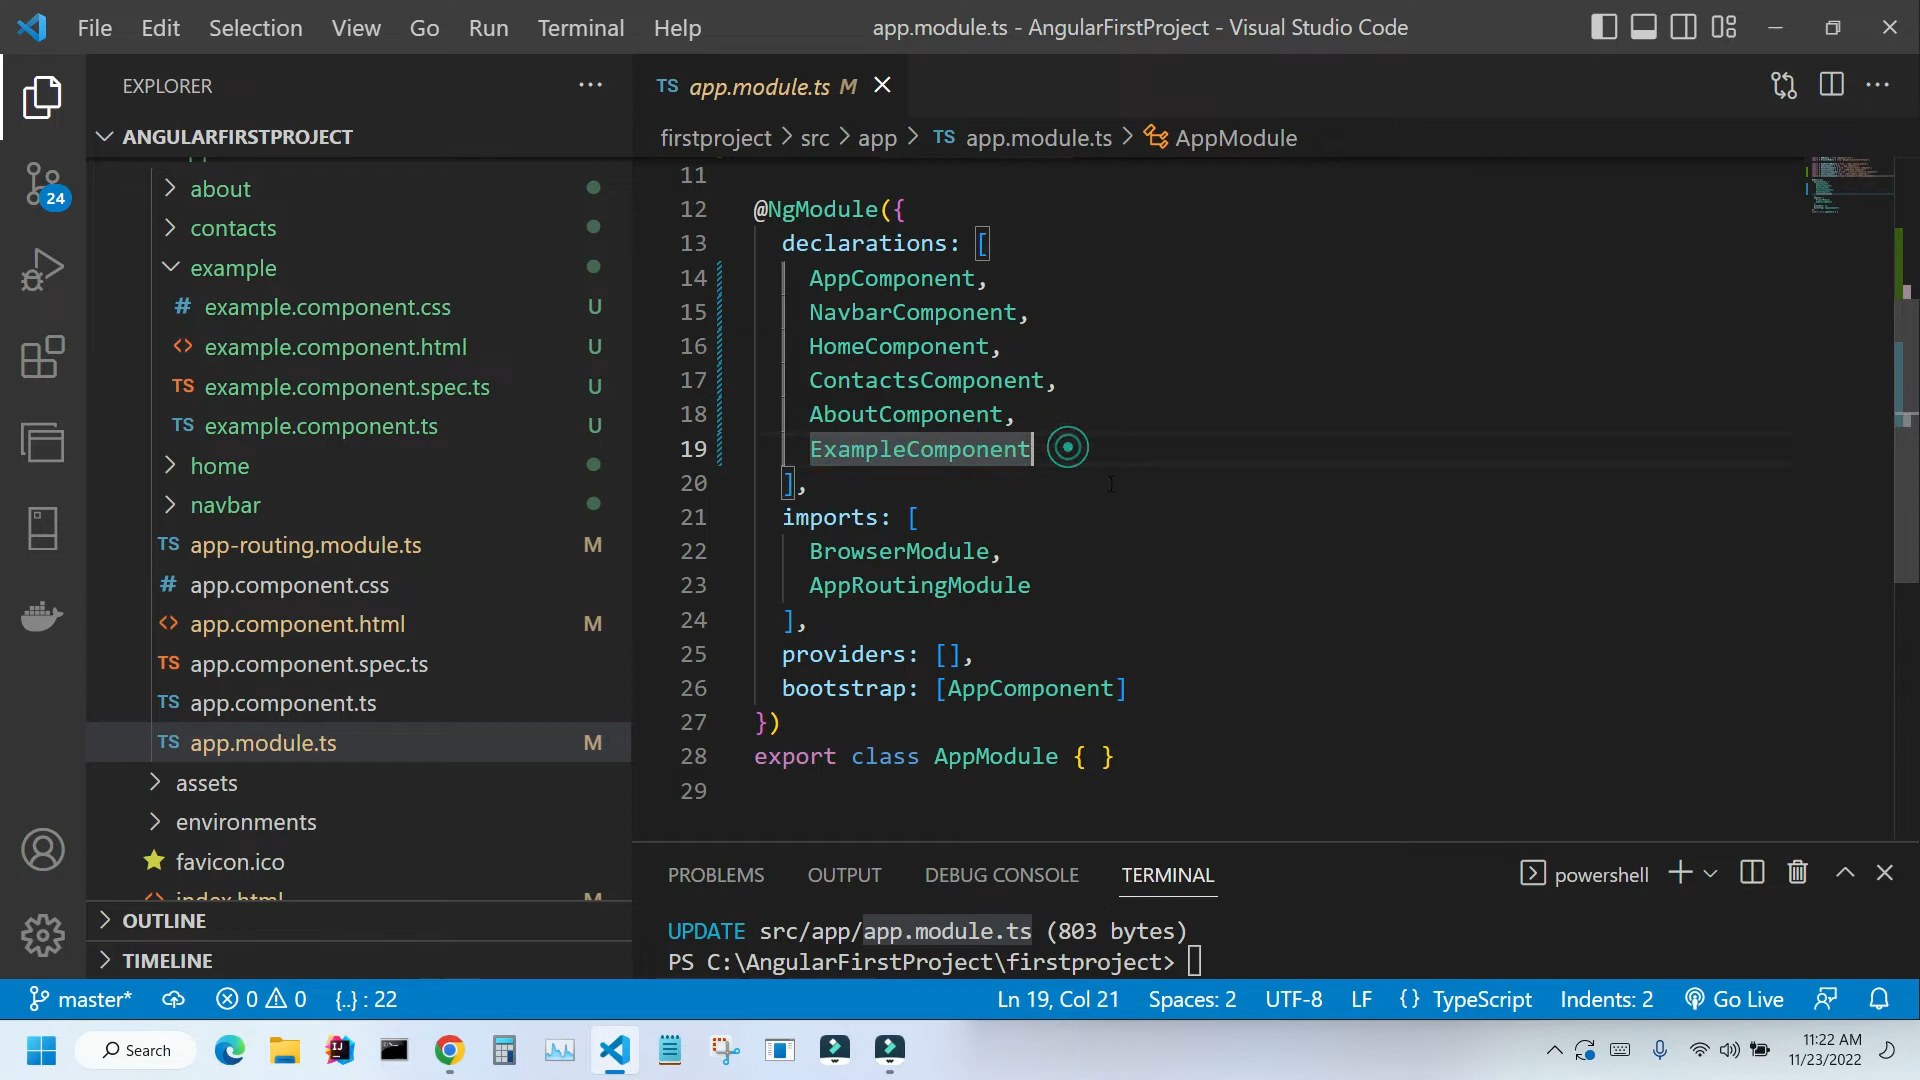 File Edit Selection View Go Run Terminal Help
app.module.ts - AngularFirstProject - Visual Studio Code
EXPLORER
ANGULARFIRSTPROJECT
about
contacts
example
# example.component.css U
<> example.component.html U
TS example.component.spec.ts U
TS example.component.ts U
home
navbar
TS app-routing.module.ts M
# app.component.css
<> app.component.html M
TS app.component.spec.ts
TS app.component.ts
TS app.module.ts M
assets
environments
favicon.ico
index.html M
OUTLINE
TIMELINE
24
TS app.module.ts M
firstproject > src > app > TS app.module.ts > AppModule
11
12 @NgModule({
13 declarations: [
14 AppComponent,
15 NavbarComponent,
16 HomeComponent,
17 ContactsComponent,
18 AboutComponent,
19 ExampleComponent
20 ],
21 imports: [
22 BrowserModule,
23 AppRoutingModule
24 ],
25 providers: [],
26 bootstrap: [AppComponent]
27 })
28 export class AppModule { }
29
PROBLEMS OUTPUT DEBUG CONSOLE TERMINAL
powershell
UPDATE src/app/app.module.ts (803 bytes)
PS C:\AngularFirstProject\firstproject>
master* 0 0 {..} : 22
Ln 19, Col 21 Spaces: 2 UTF-8 LF {} TypeScript Indents: 2 Go Live
Search
11:22 AM
11/23/2022